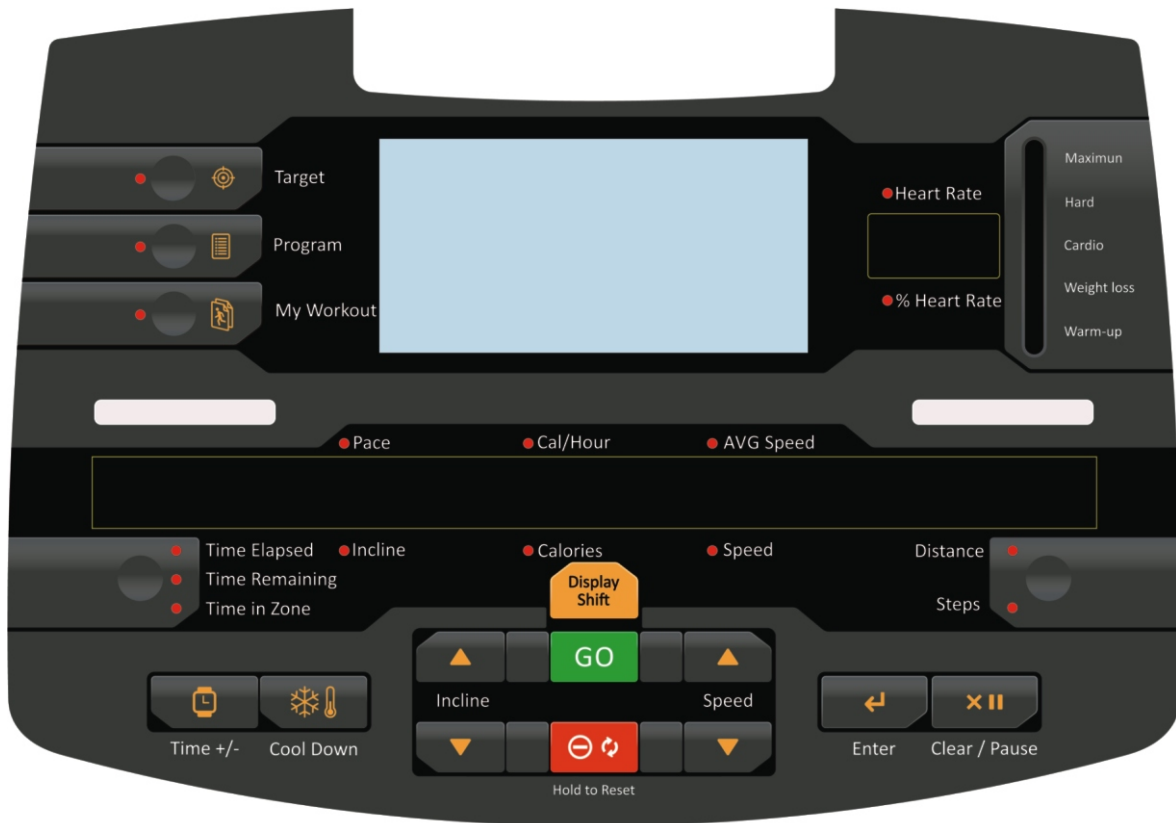 Target
Program
My Workout
Heart Rate
% Heart Rate
Maximun
Hard
Cardio
Weight loss
Warm-up
Pace
Cal/Hour
AVG Speed
Time Elapsed
Time Remaining
Time in Zone
Incline
Calories
Speed
Distance
Steps
Display
Shift
GO
Incline
Speed
Time +/-
Cool Down
Enter
Clear / Pause
Hold to Reset